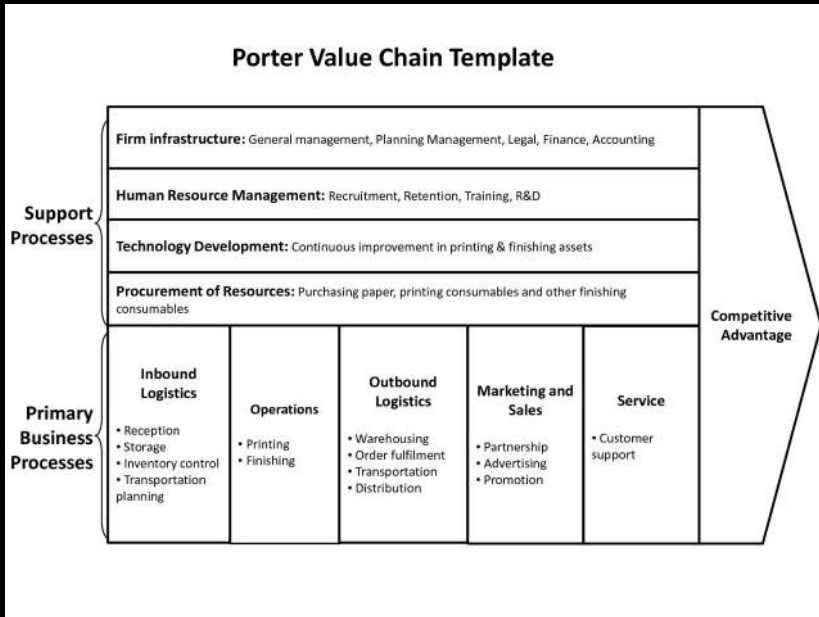 Porter Value Chain Template
Support
Processes
Firm infrastructure: General management, Planning Management, Legal, Finance, Accounting
Human Resource Management: Recruitment, Retention, Training, R&D
Technology Development: Continuous improvement in printing & finishing assets
Procurement of Resources: Purchasing paper, printing consumables and other finishing
consumables
Competitive
Advantage
Primary
Business
Processes
Inbound
Logistics
• Reception
• Storage
• Inventory control
• Transportation
planning
Operations
• Printing
• Finishing
Outbound
Logistics
• Warehousing
• Order fulfilment
• Transportation
• Distribution
Marketing and
Sales
• Partnership
• Advertising
• Promotion
Service
• Customer
support